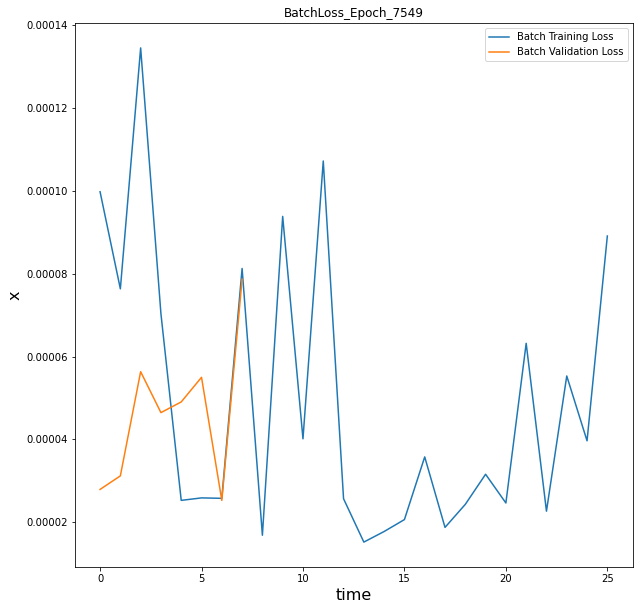 BatchLoss_Epoch_7549
Batch Training Loss
Batch Validation Loss
0.00014
0.00012
0.00010
0.00008
0.00006
0.00004
0.00002
x
0 5 10 15 20 25
time